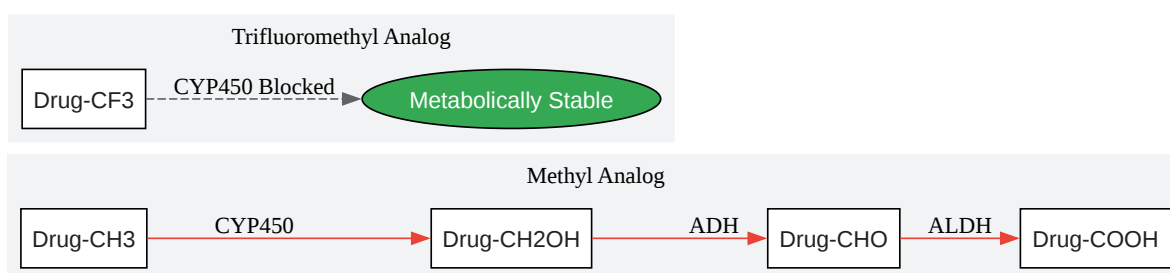 Trifluoromethyl Analog
Drug-CF3
CYP450 Blocked
Metabolically Stable
Methyl Analog
Drug-CH3
CYP450
Drug-CH2OH
ADH
Drug-CHO
ALDH
Drug-COOH